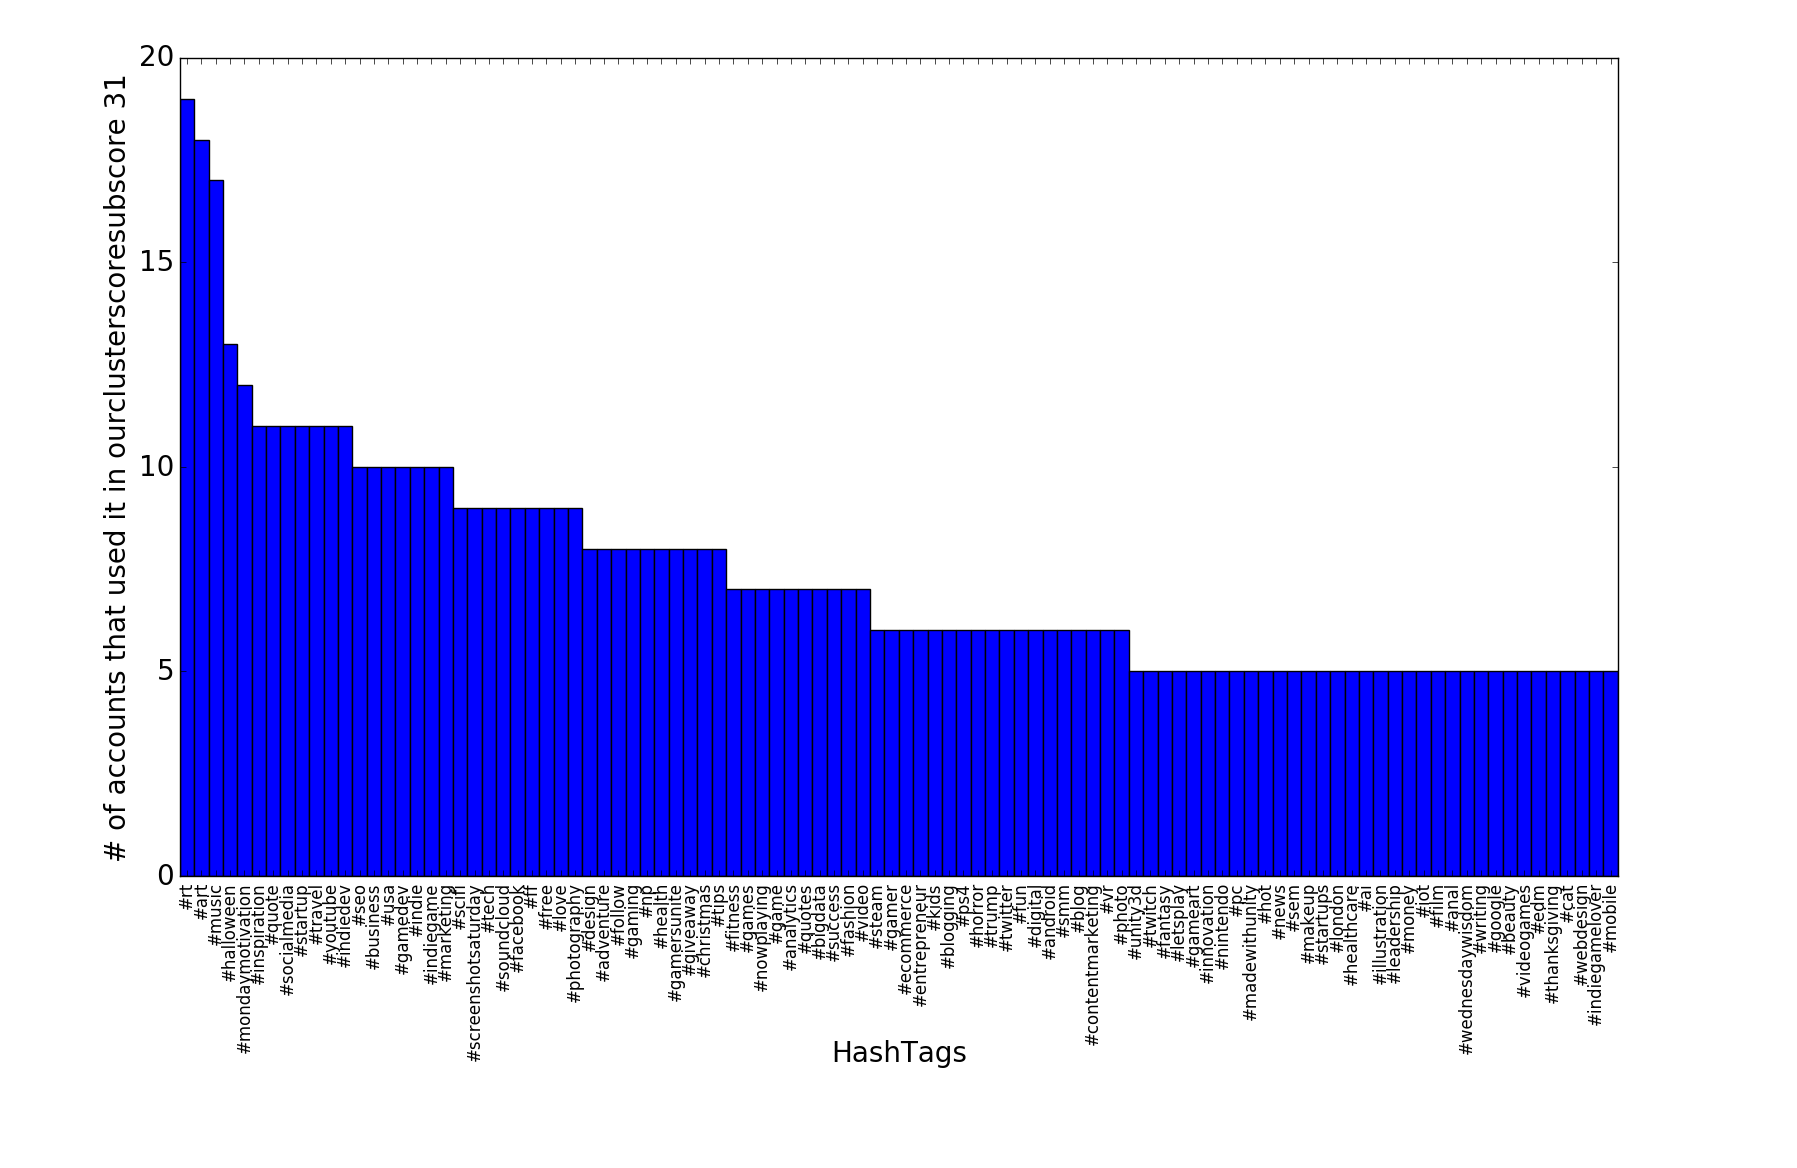 # of accounts that used it in ourclusterscoresubscore 31
20
15
10
5
0
#rt
#art
#music
#halloween
#mondaymotivation
#inspiration
#quote
#socialmedia
#startup
#travel
#youtube
#indiedev
#seo
#business
#usa
#gamedev
#indie
#indiegame
#marketing
#scifi
#screenshotsaturday
#tech
#soundcloud
#facebook
#ff
#free
#love
#photography
#design
#adventure
#follow
#gaming
#np
#health
#gamersunite
#giveaway
#christmas
#tips
#fitness
#games
#nowplaying
#game
#analytics
#quotes
#bigdata
#success
#fashion
#video
#steam
#gamer
#ecommerce
#entrepreneur
#kids
#blogging
#ps4
#horror
#trump
#twitter
#fun
#digital
#android
#smm
#blog
#contentmarketing
#vr
#photo
#unity3d
#twitch
#fantasy
#letsplay
#gameart
#innovation
#nintendo
#pc
#madewithunity
#hot
#news
#sem
#makeup
#startups
#london
#healthcare
#ai
#illustration
#leadership
#money
#iot
#film
#anal
#wednesdaywisdom
#writing
#google
#beauty
#videogames
#edm
#thanksgiving
#cat
#webdesign
#indiegamelover
#mobile
HashTags